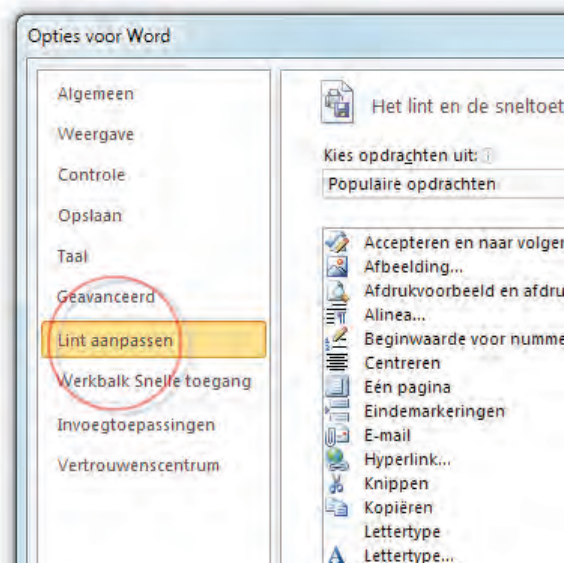 Opties voor Word
Algemeen
Weergave
Controle
Opslaan
Taal
Geavanceerd
Lint aanpassen
Werkbalk Snelle toegang
Invoegtoepassingen
Vertrouwenscentrum
Het lint en de sneltoet
Kies opdrachten uit:
Populaire opdrachten
Accepteren en naar volger
Afbeelding...
Afdrukvoorbeeld en afdru
Alinea...
Beginwaarde voor numme
Centreren
Eén pagina
Eindemarkeringen
E-mail
Hyperlink...
Knippen
Kopiëren
Lettertype
Lettertype...